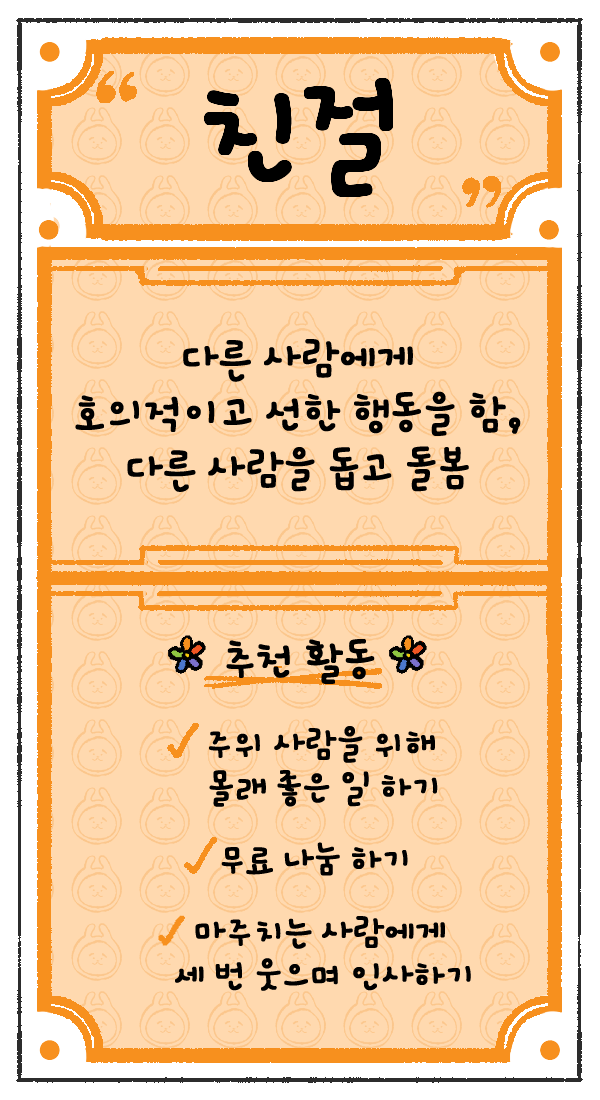 “친절”
다른 사람에게
호의적이고 선한 행동을 함,
다른 사람을 돕고 돌봄
추천 활동
✓ 주위 사람을 위해
몰래 좋은 일 하기
✓ 무료 나눔 하기
✓ 마주치는 사람에게
세 번 웃으며 인사하기